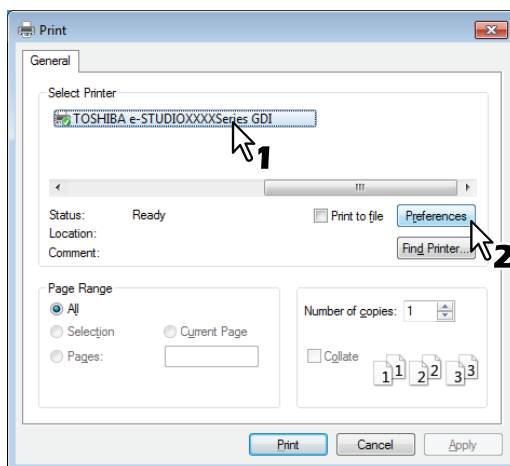 Print
General
Select Printer
TOSHIBA e-STUDIOXXXXSeries GDI
1
Status: Ready
Print to file
Preferences
Location:
Comment:
Find Printer...
2
Page Range
All
Selection
Current Page
Pages:
Number of copies: 1
Collate
1 1 2 2 3 3
Print
Cancel
Apply